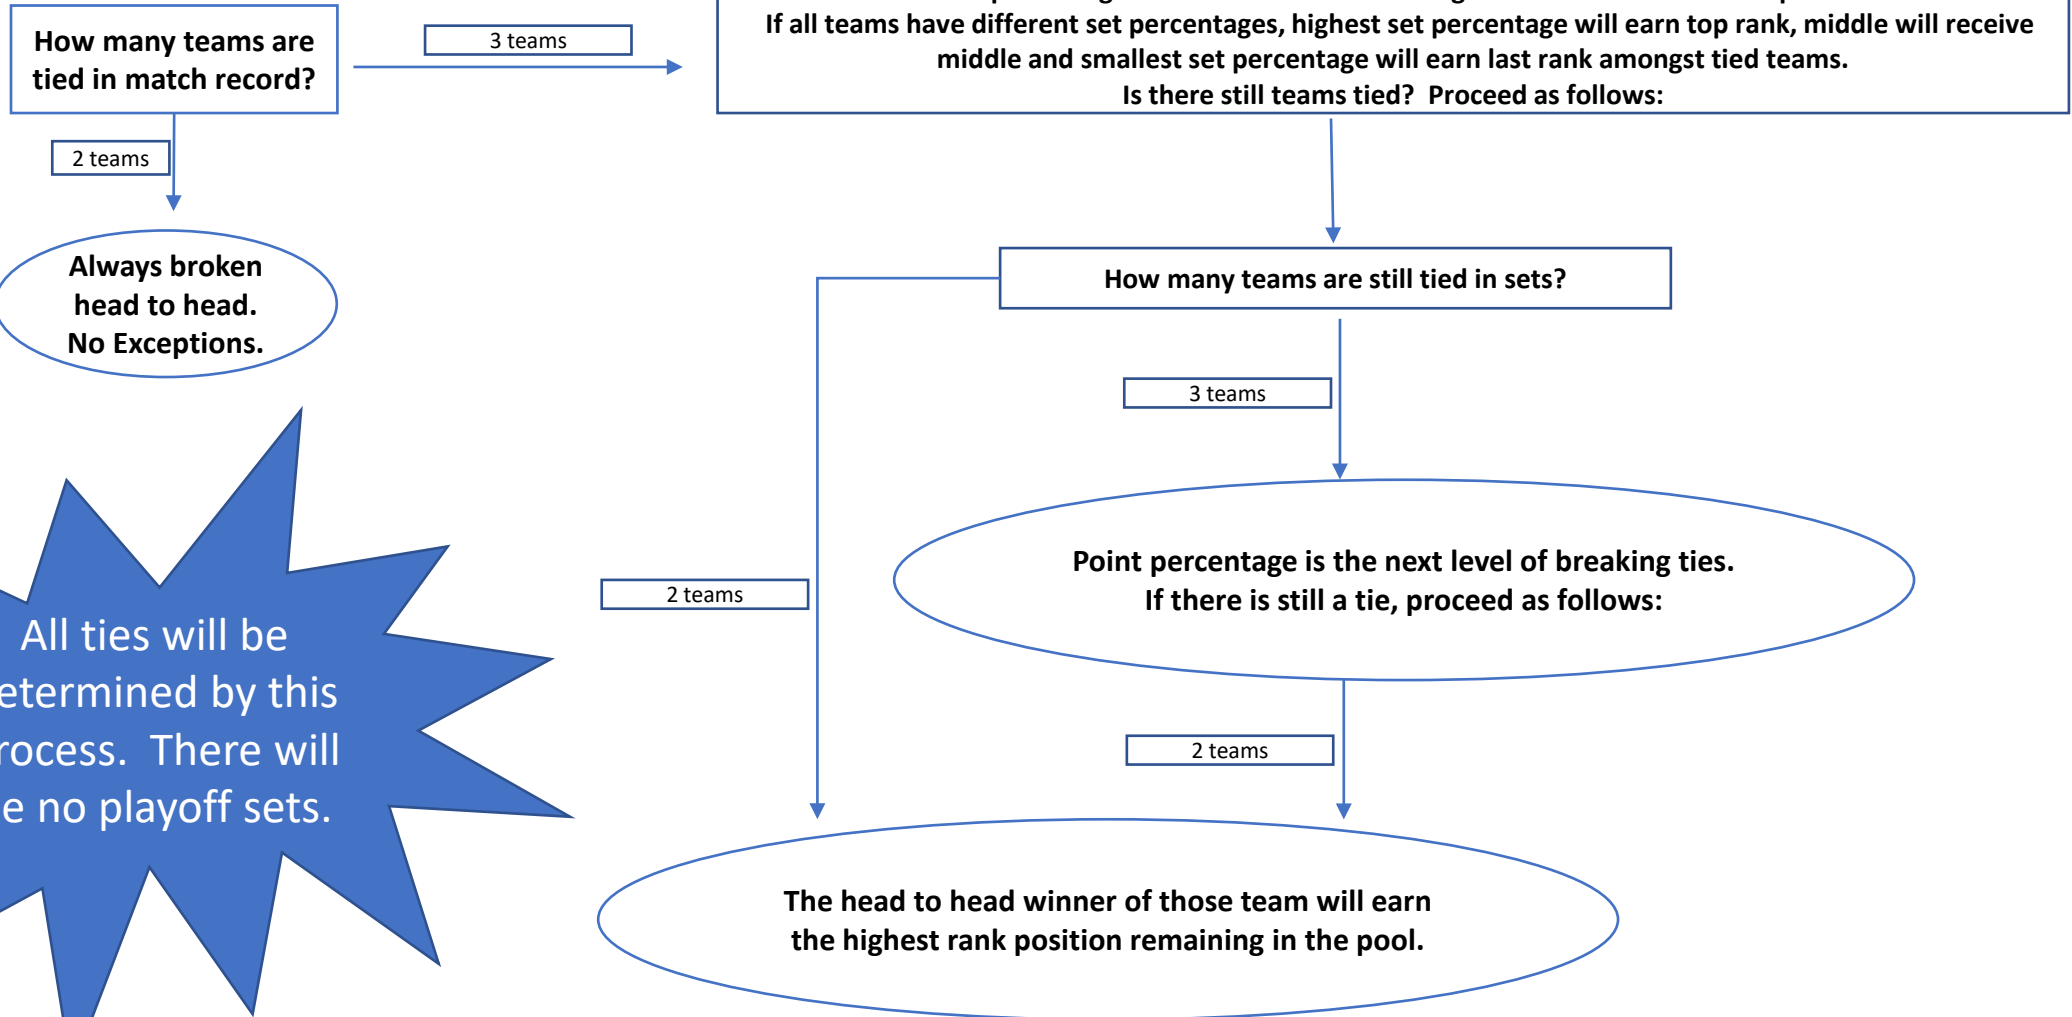 How many teams are
tied in match record?
3 teams
If all teams have different set percentages, highest set percentage will earn top rank, middle will receive
middle and smallest set percentage will earn last rank amongst tied teams.
Is there still teams tied?  Proceed as follows:
2 teams
Always broken
head to head.
No Exceptions.
How many teams are still tied in sets?
3 teams
Point percentage is the next level of breaking ties.
If there is still a tie, proceed as follows:
2 teams
All ties will be
etermined by this
rocess.  There will
e no playoff sets.
2 teams
The head to head winner of those team will earn
the highest rank position remaining in the pool.